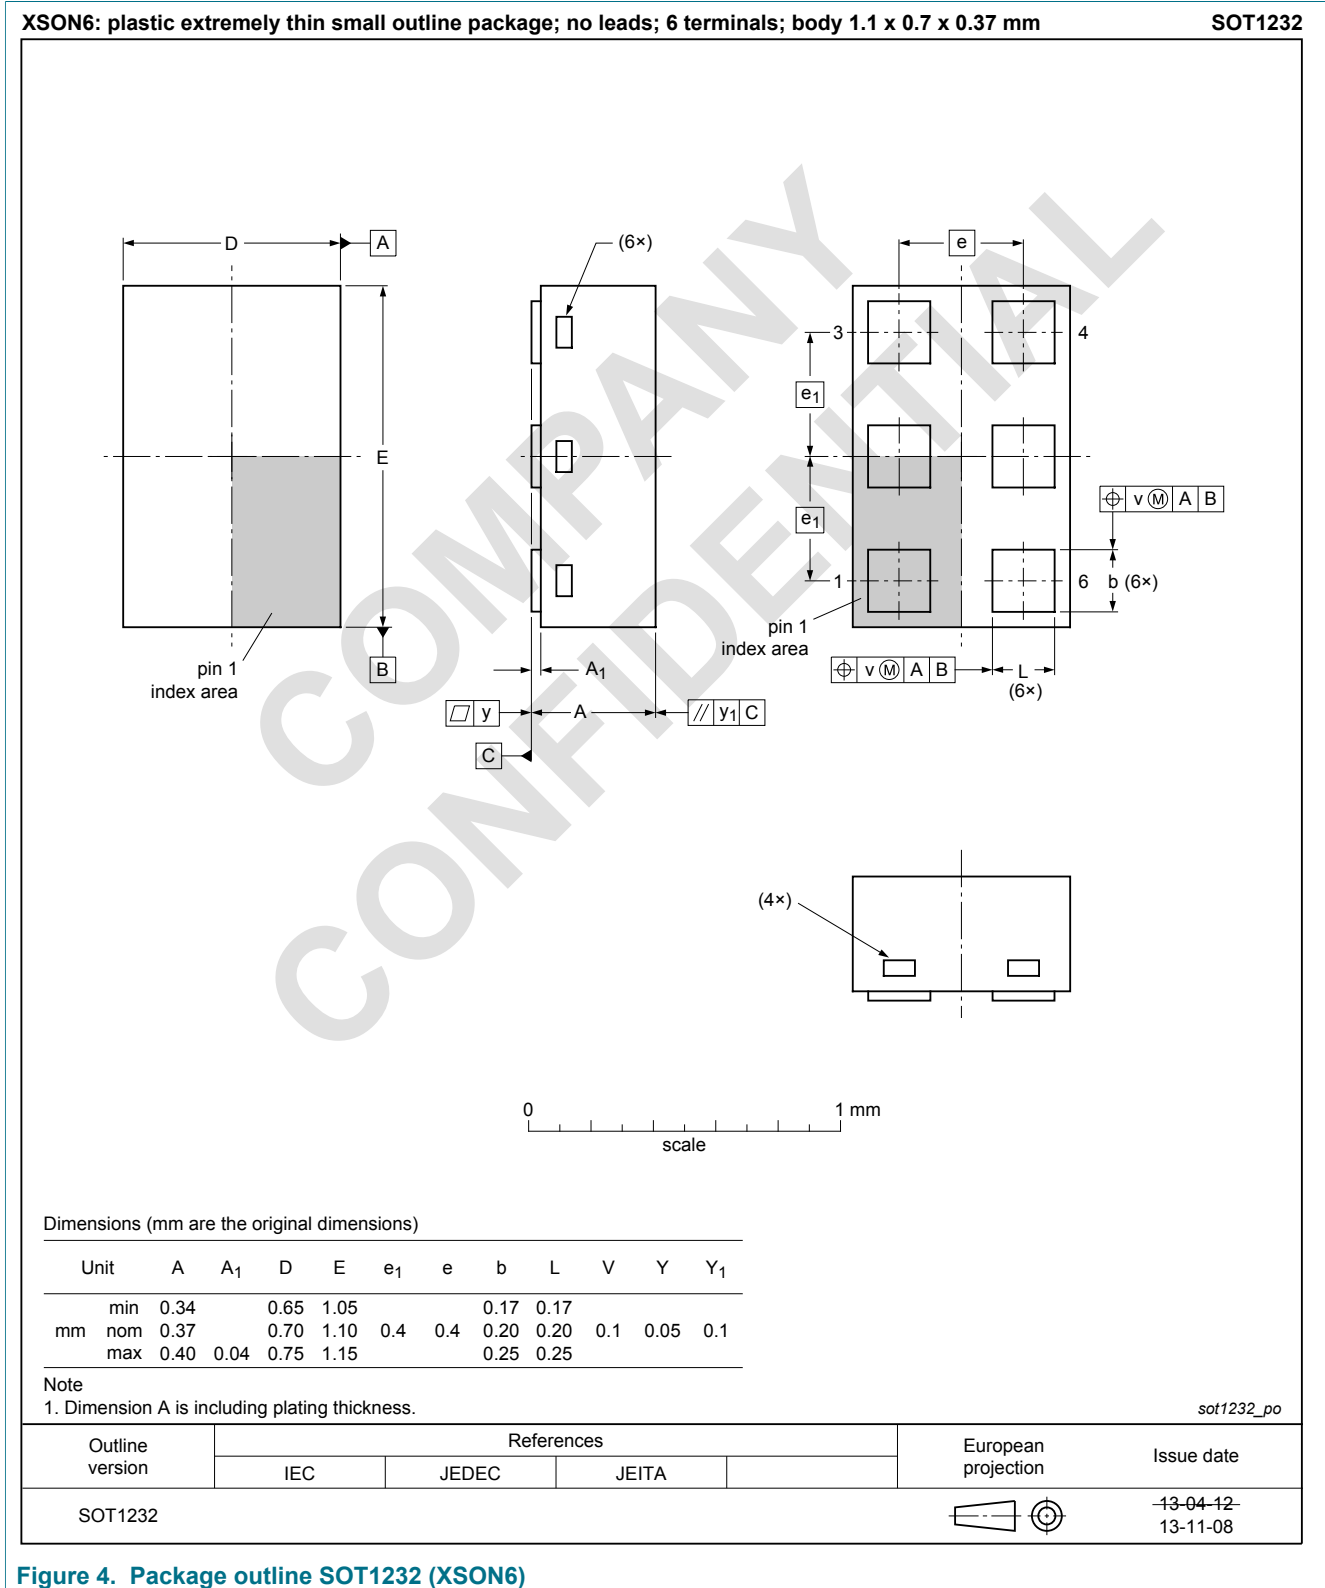 XSON6: plastic extremely thin small outline package; no leads; 6 terminals; body 1.1 x 0.7 x 0.37 mm SOT1232
COMPANY
CONFIDENTIAL
D A
(6×)
e
3 4
e1
E
e1
v M A B
1 6 b (6×)
pin 1
index area
pin 1
index area
B
A1
v M A B L
(6×)
y A // y1 C
C
(4×)
0 1 mm
scale
Dimensions (mm are the original dimensions)
Unit A A1 D E e1 e b L V Y Y1
min 0.34 0.65 1.05 0.17 0.17
mm nom 0.37 0.70 1.10 0.4 0.4 0.20 0.20 0.1 0.05 0.1
max 0.40 0.04 0.75 1.15 0.25 0.25
Note
1. Dimension A is including plating thickness.
sot1232_po
Outline version References European projection Issue date
IEC JEDEC JEITA
SOT1232 13-04-12
13-11-08
Figure 4. Package outline SOT1232 (XSON6)